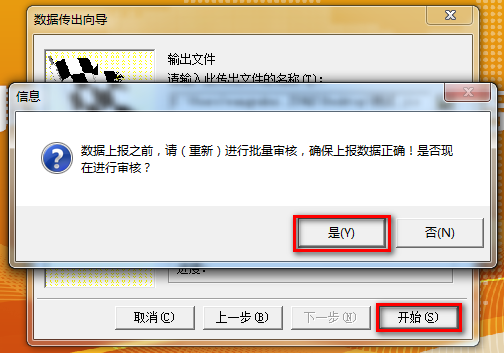 数据传出向导
输出文件
请输入此传出文件的名称(T):
信息
数据上报之前，请（重新）进行批量审核，确保上报数据正确！是否现
在进行审核？
是(Y)
否(N)
进度:
取消(C)
上一步(B)
下一步(N)
开始(S)